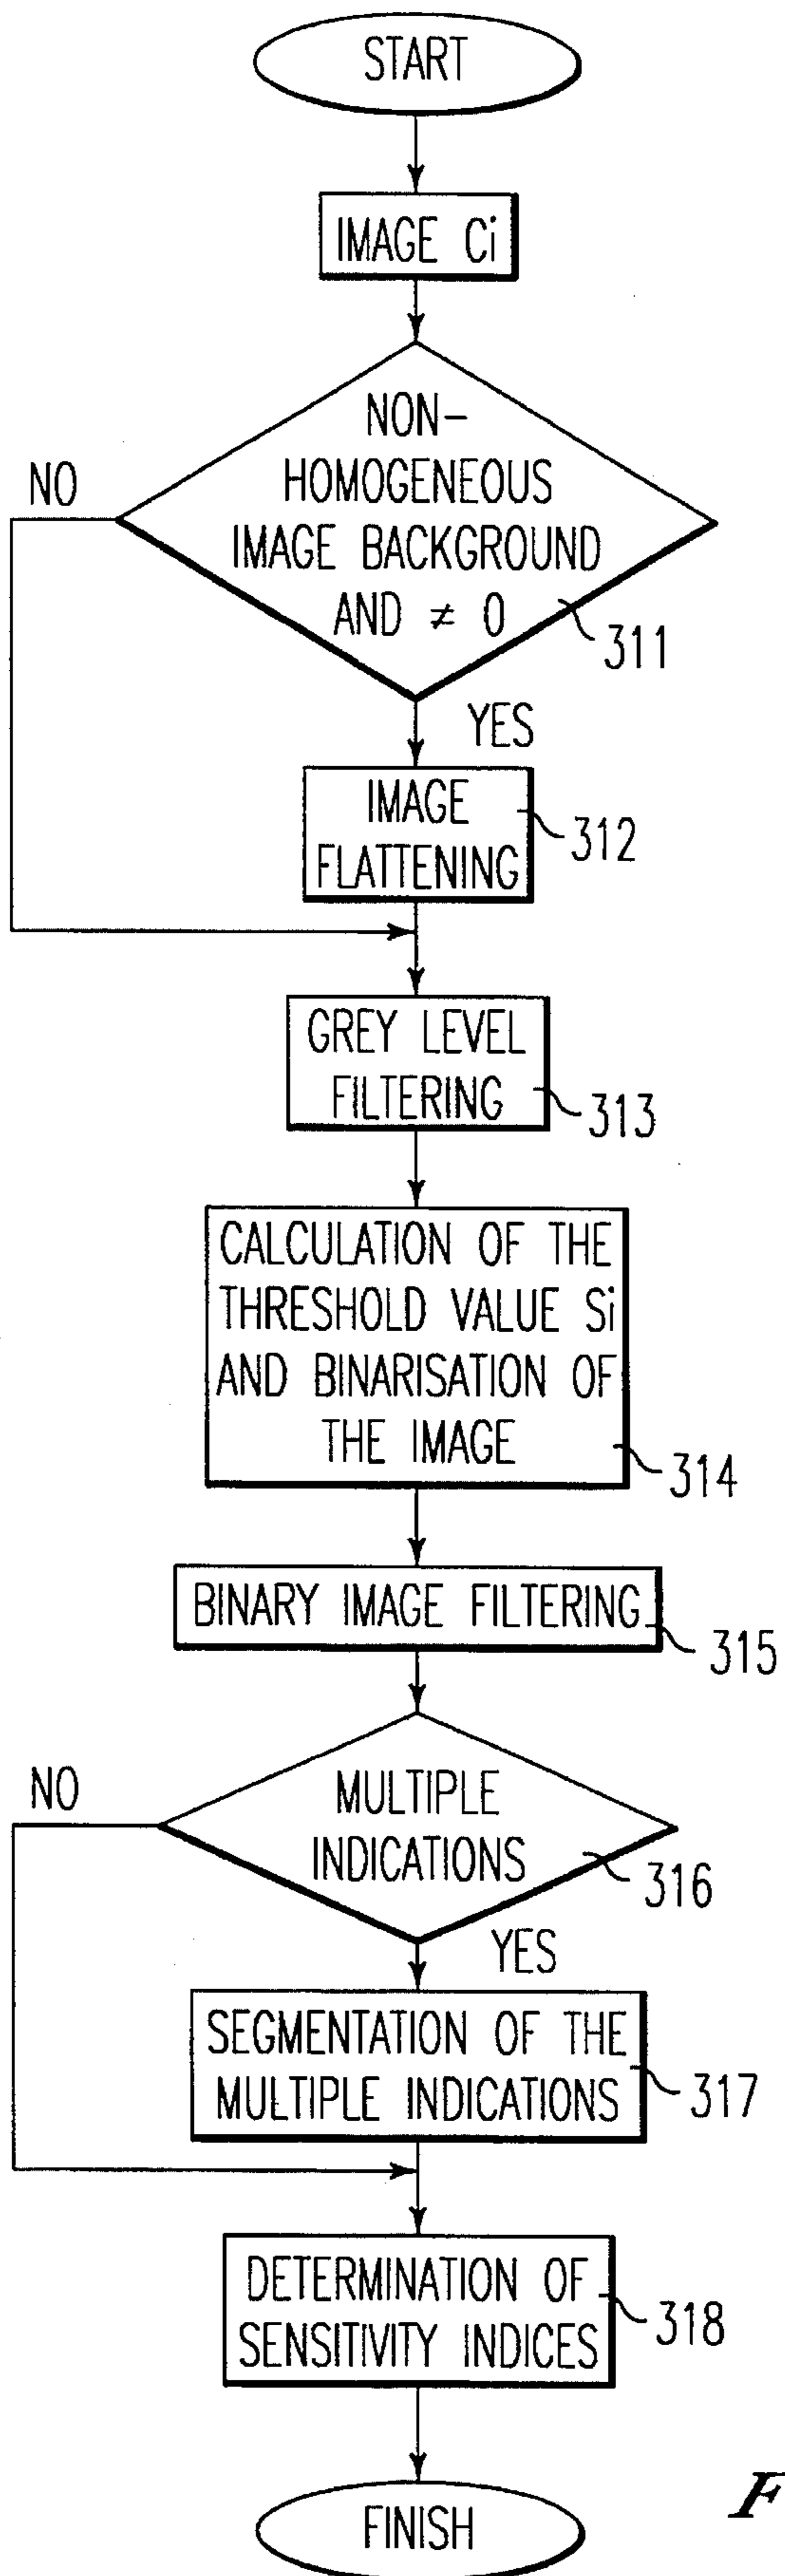 START
IMAGE Ci
NON-
HOMOGENEOUS
IMAGE BACKGROUND
AND ≠ 0
311
NO
YES
IMAGE
FLATTENING
312
GREY LEVEL
FILTERING
313
CALCULATION OF THE
THRESHOLD VALUE Si
AND BINARISATION OF
THE IMAGE
314
BINARY IMAGE FILTERING
315
MULTIPLE
INDICATIONS
316
NO
YES
SEGMENTATION OF THE
MULTIPLE INDICATIONS
317
DETERMINATION OF
SENSITIVITY INDICES
318
FINISH
F